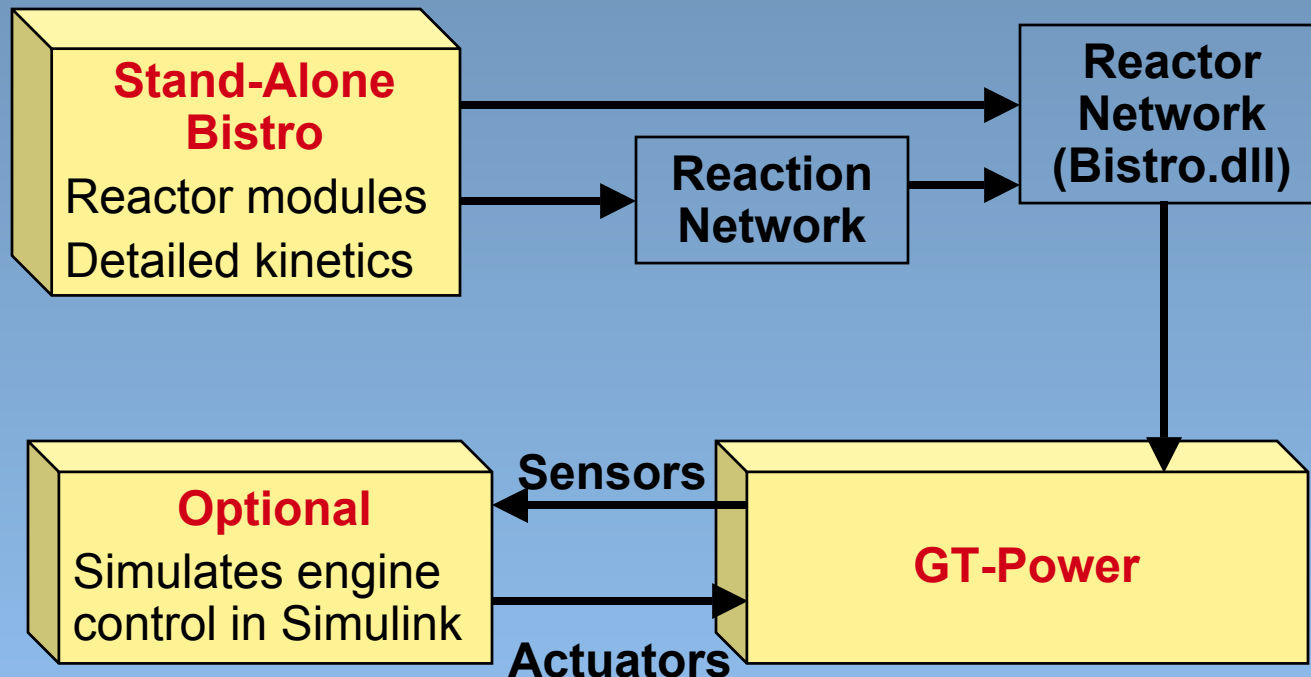 Stand-Alone
Bistro
Reactor modules
Detailed kinetics
Reaction
Network
Reactor
Network
(Bistro.dll)
Optional
Simulates engine
control in Simulink
Sensors
Actuators
GT-Power